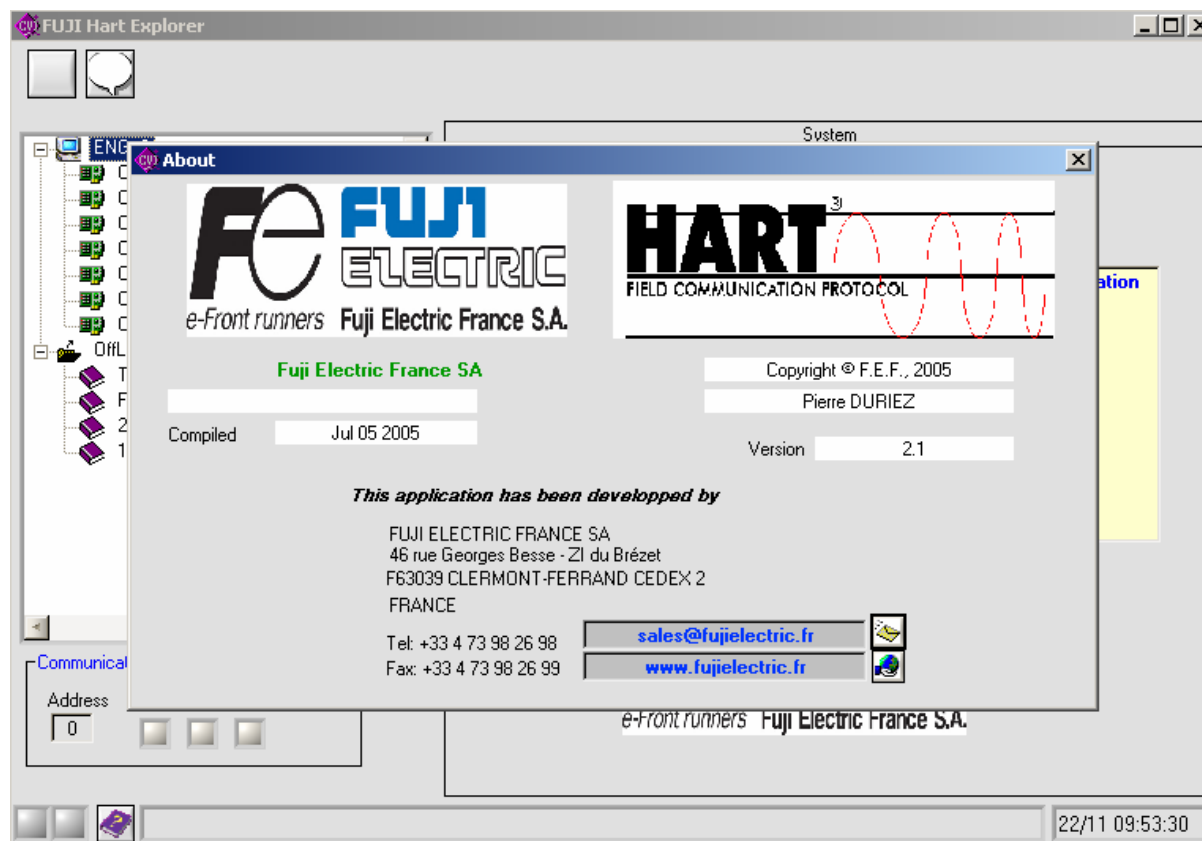 FUJI Hart Explorer
System
ENG
About
Fe FUJI
ELECTRIC
e-Front runners Fuji Electric France S.A.
HART
FIELD COMMUNICATION PROTOCOL
ation
OffL
Fuji Electric France SA
Copyright © F.E.F., 2005
Pierre DURIEZ
Compiled Jul 05 2005
Version 2.1
This application has been developped by
FUJI ELECTRIC FRANCE SA
46 rue Georges Besse - ZI du Brézet
F63039 CLERMONT-FERRAND CEDEX 2
FRANCE
Tel: +33 4 73 98 26 98
sales@fujielectric.fr
Fax: +33 4 73 98 26 99
www.fujielectric.fr
Communicat
Address
0
e-Front runners Fuji Electric France S.A.
22/11 09:53:30